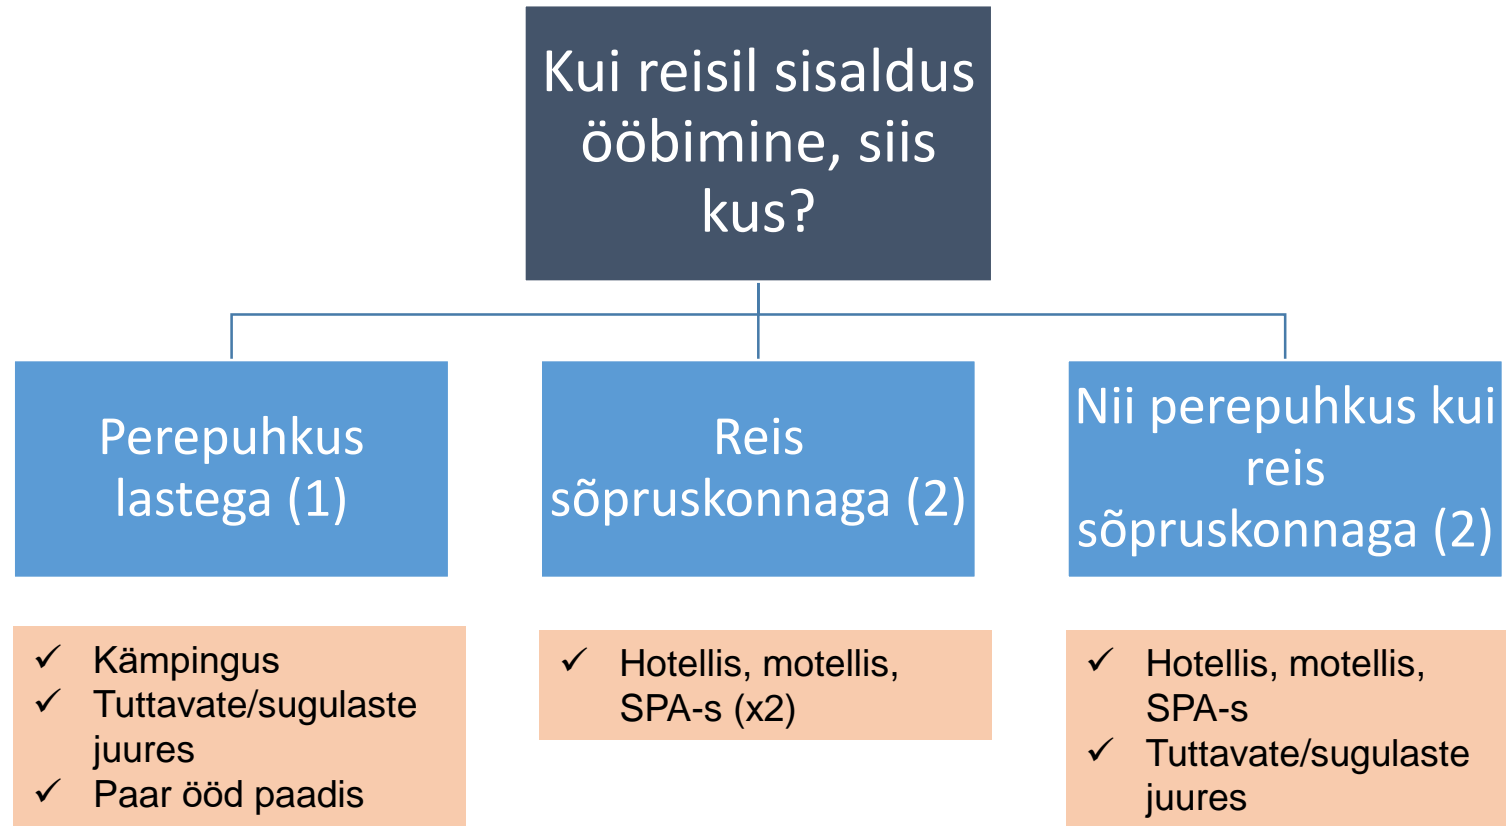 Kui reisil sisaldus
ööbimine, siis
kus?
Perepuhkus
lastega (1)
Reis
sõpruskonnaga (2)
Nii perepuhkus kui
reis
sõpruskonnaga (2)
✓ Kämpingus
✓ Tuttavate/sugulaste
juures
✓ Paar ööd paadis
✓ Hotellis, motellis,
SPA-s (x2)
✓ Hotellis, motellis,
SPA-s
✓ Tuttavate/sugulaste
juures